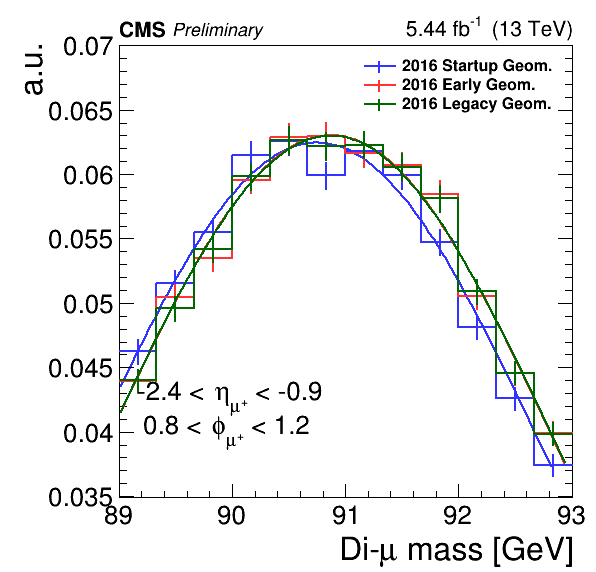 CMS Preliminary 5.44 fb⁻¹ (13 TeV)
a.u.
2016 Startup Geom.
2016 Early Geom.
2016 Legacy Geom.
0.07
0.065
0.06
0.055
0.05
0.045
0.04
0.035
-2.4 < η_μ⁺ < -0.9
0.8 < ϕ_μ⁺ < 1.2
89 90 91 92 93
Di-μ mass [GeV]